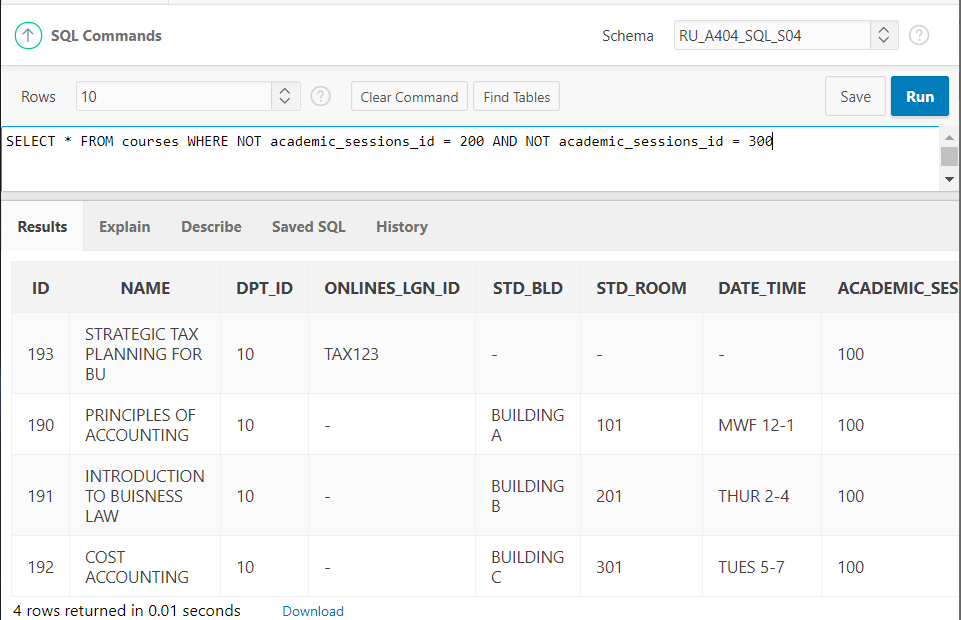 SQL Commands Schema RU_A404_SQL_S04 ?
Rows 10 ? Clear Command Find Tables Save Run
SELECT * FROM courses WHERE NOT academic_sessions_id = 200 AND NOT academic_sessions_id = 300
Results Explain Describe Saved SQL History
ID NAME DPT_ID ONLINES_LGN_ID STD_BLD STD_ROOM DATE_TIME ACADEMIC_SES
STRATEGIC TAX
193 PLANNING FOR 10 TAX123 - - - 100
BU
PRINCIPLES OF BUILDING
190 10 - 101 MWF 12-1 100
ACCOUNTING A
INTRODUCTION
BUILDING
191 TO BUISNESS 10 - 201 THUR 2-4 100
B
LAW
COST BUILDING
192 10 - 301 TUES 5-7 100
ACCOUNTING C
4 rows returned in 0.01 seconds Download